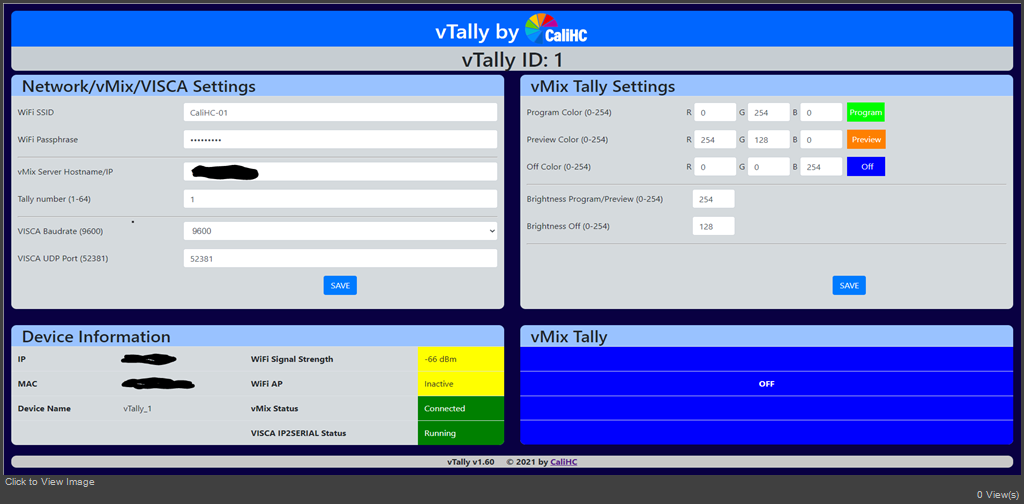 vTally by CaliHC
vTally ID: 1
Network/vMix/VISCA Settings
WiFi SSID CaliHC-01
WiFi Passphrase •••••••••
vMix Server Hostname/IP
Tally number (1-64) 1
VISCA Baudrate (9600) 9600
VISCA UDP Port (52381) 52381
SAVE
vMix Tally Settings
Program Color (0-254) R 0 G 254 B 0 Program
Preview Color (0-254) R 254 G 128 B 0 Preview
Off Color (0-254) R 0 G 0 B 254 Off
Brightness Program/Preview (0-254) 254
Brightness Off (0-254) 128
SAVE
Device Information
IP WiFi Signal Strength -66 dBm
MAC WiFi AP Inactive
Device Name vTally_1 vMix Status Connected
VISCA IP2SERIAL Status Running
vMix Tally
OFF
vTally v1.60 © 2021 by CaliHC
Click to View Image
0 View(s)